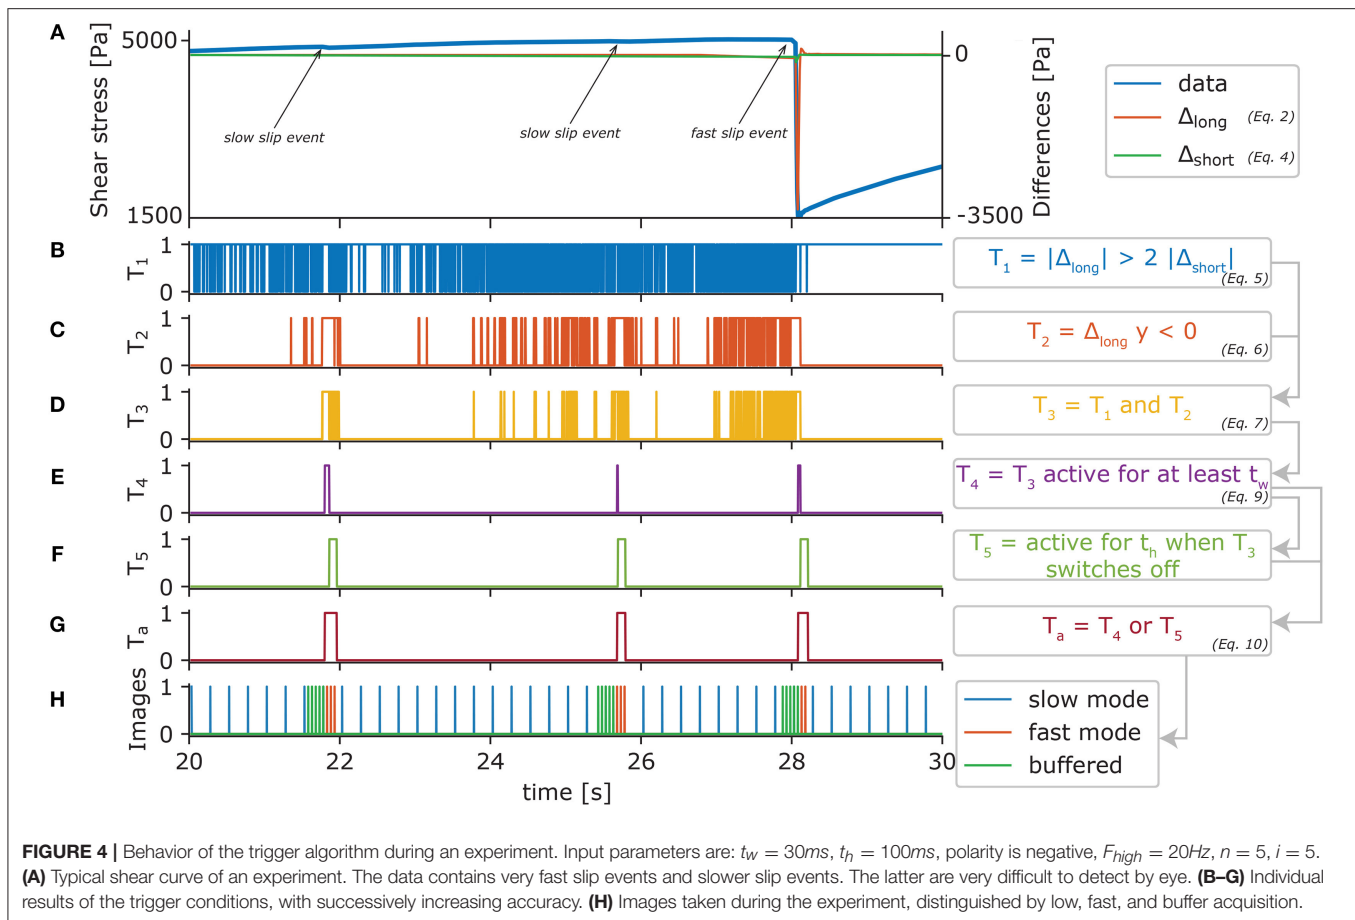 A
5000
1500
Shear stress [Pa]
slow slip event
slow slip event
fast slip event
0
-3500
Differences [Pa]
data
Δlong (Eq. 2)
Δshort (Eq. 4)
B
1
0
T1
T1 = |Δlong| > 2 |Δshort|
(Eq. 5)
C
1
0
T2
T2 = Δlong y < 0
(Eq. 6)
D
1
0
T3
T3 = T1 and T2
(Eq. 7)
E
1
0
T4
T4 = T3 active for at least tw
(Eq. 9)
F
1
0
T5
T5 = active for th when T3
switches off
G
1
0
Ta
Ta = T4 or T5
(Eq. 10)
H
1
0
Images
slow mode
fast mode
buffered
20 22 24 26 28 30
time [s]
FIGURE 4 | Behavior of the trigger algorithm during an experiment. Input parameters are: tw = 30ms, th = 100ms, polarity is negative, Fhigh = 20Hz, n = 5, i = 5.
(A) Typical shear curve of an experiment. The data contains very fast slip events and slower slip events. The latter are very difficult to detect by eye. (B–G) Individual
results of the trigger conditions, with successively increasing accuracy. (H) Images taken during the experiment, distinguished by low, fast, and buffer acquisition.